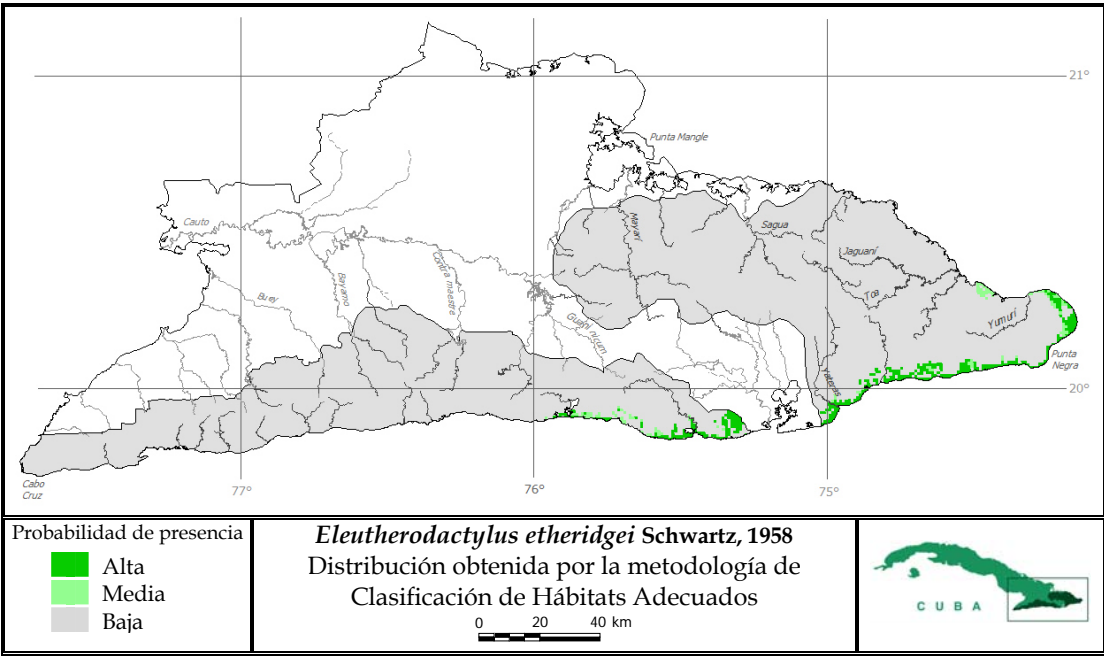 21°
Punta Mangle
Cauto
Mayarí
Sagua
Jaguaní
Contramaestre
Bayamo
Buey
Toa
Guaninicum
Yumurí
Punta
Negra
Yateras
20°
Cabo
Cruz
77°
76°
75°
Probabilidad de presencia
Alta
Media
Baja
Eleutherodactylus etheridgei Schwartz, 1958
Distribución obtenida por la metodología de
Clasificación de Hábitats Adecuados
0 20 40 km
CUBA